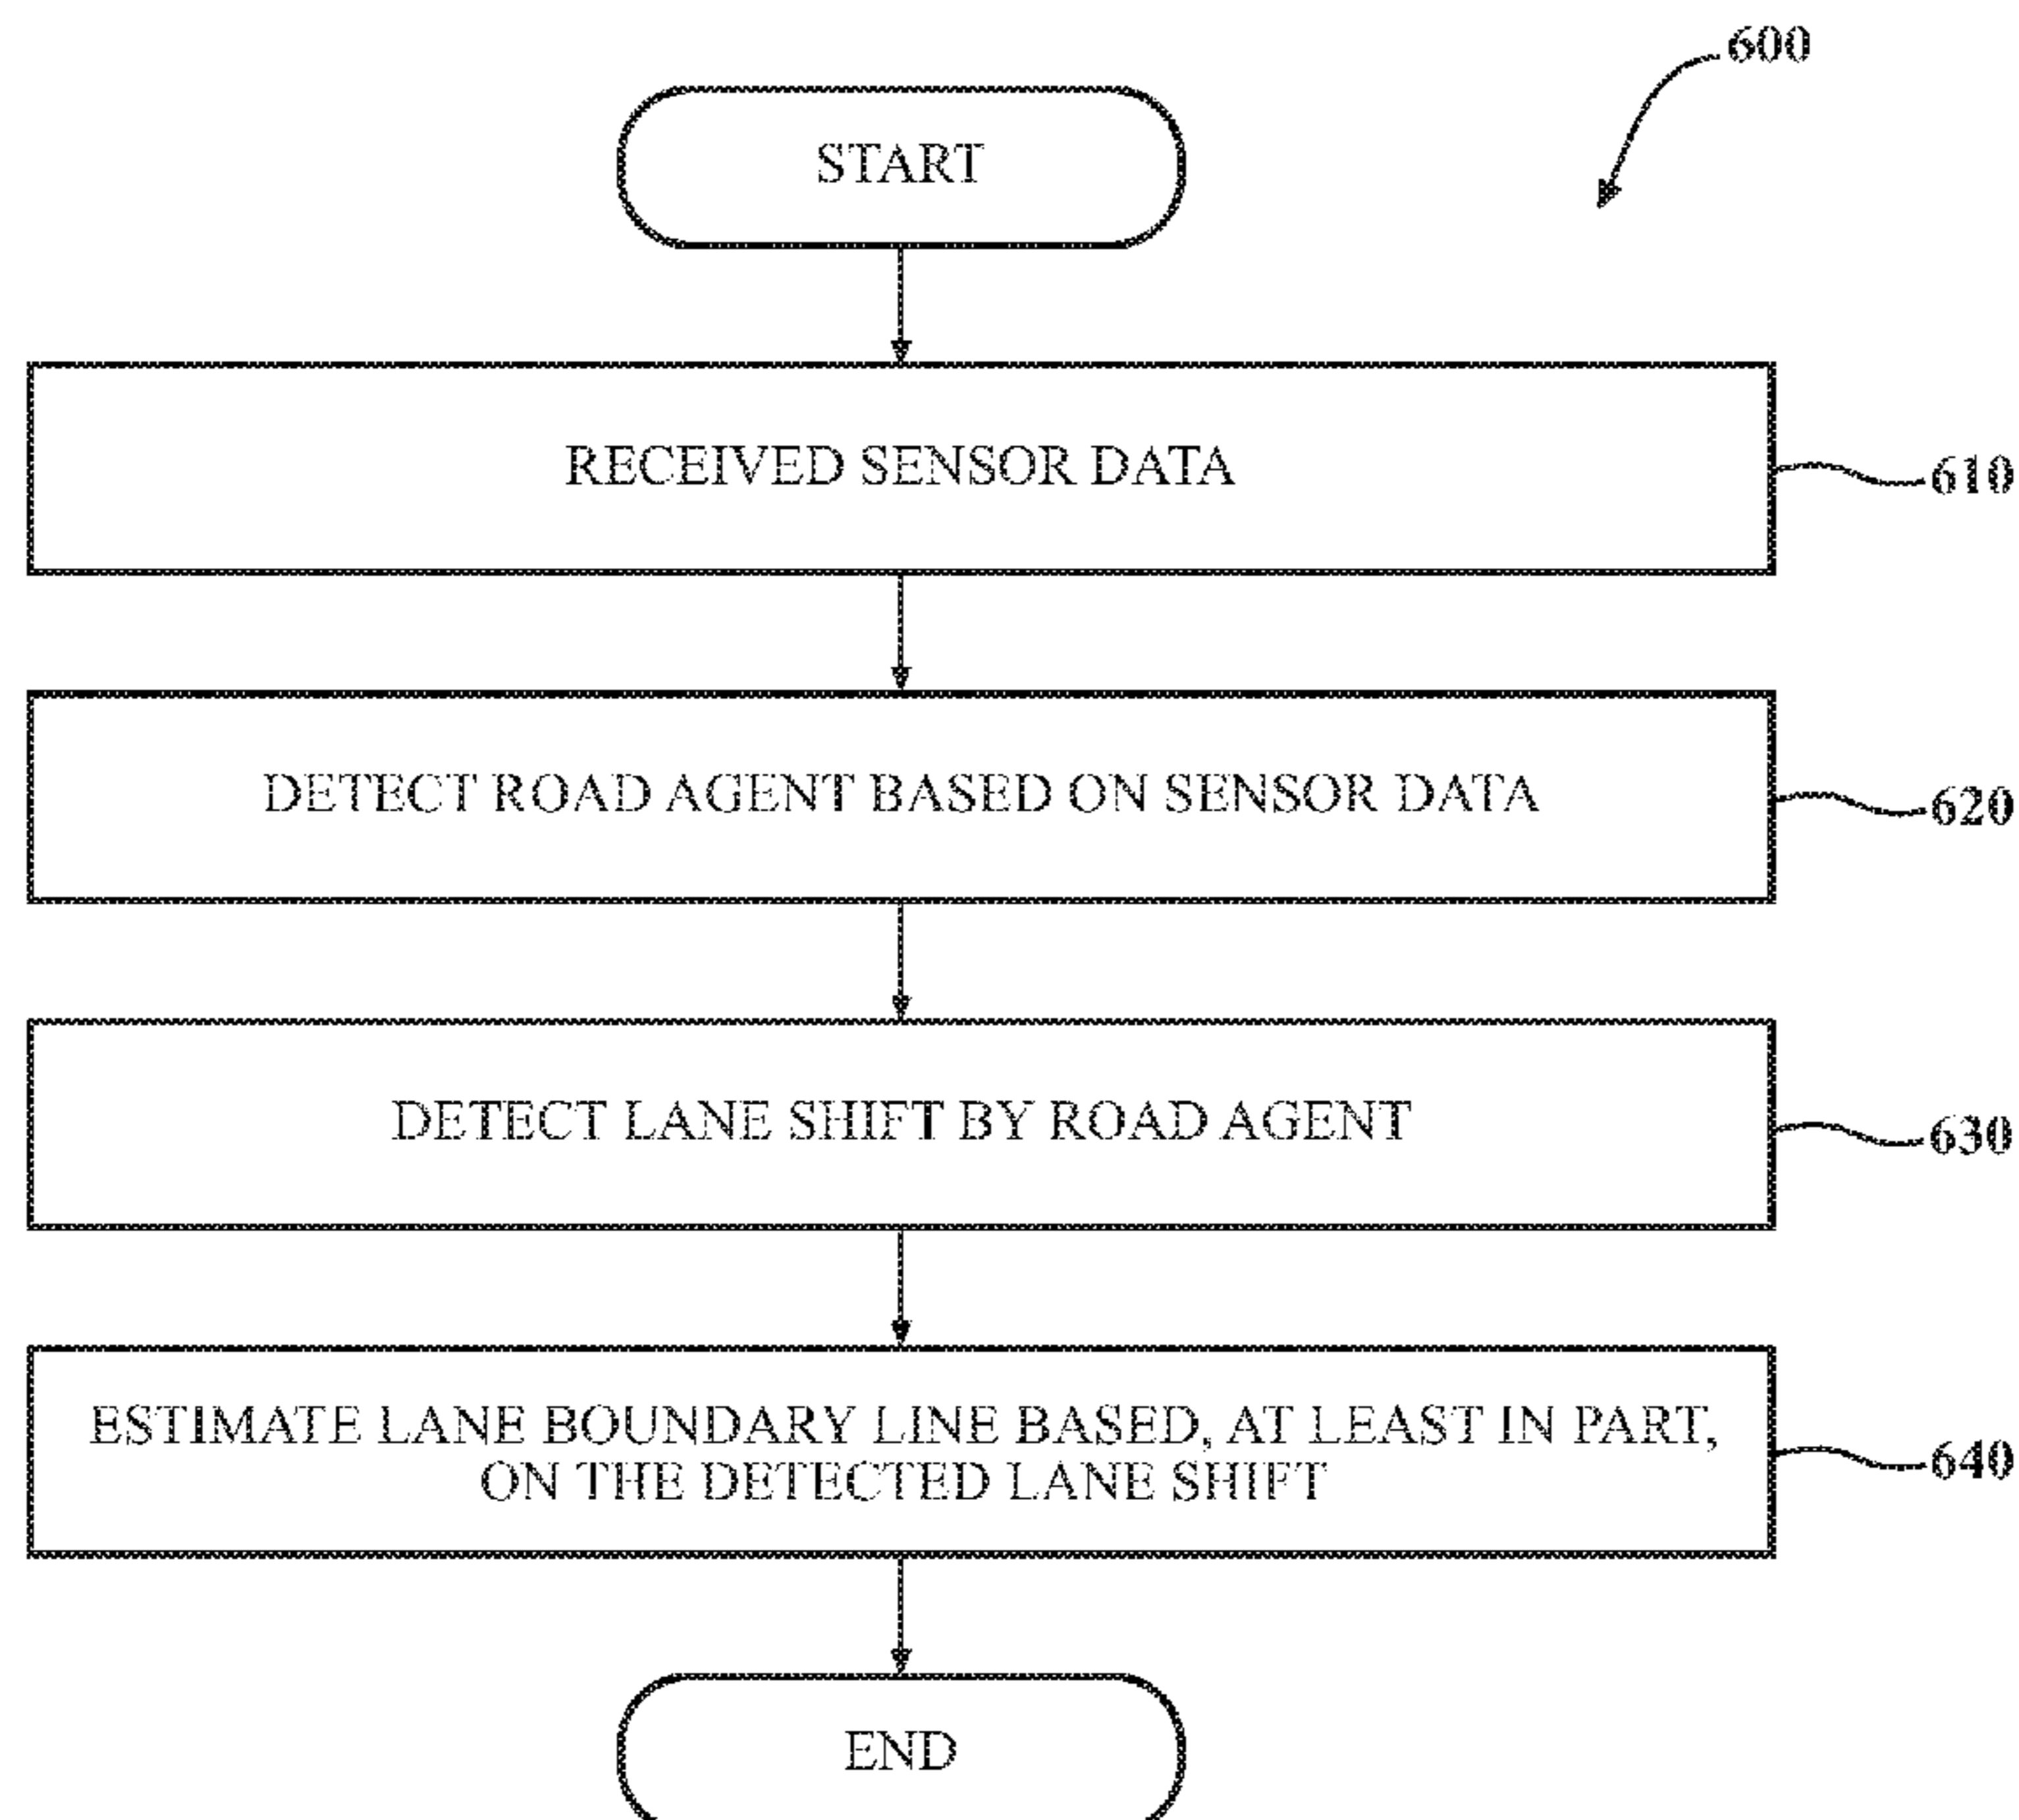 600
START
RECEIVED SENSOR DATA
610
DETECT ROAD AGENT BASED ON SENSOR DATA
620
DETECT LANE SHIFT BY ROAD AGENT
630
ESTIMATE LANE BOUNDARY LINE BASED, AT LEAST IN PART,
ON THE DETECTED LANE SHIFT
640
END